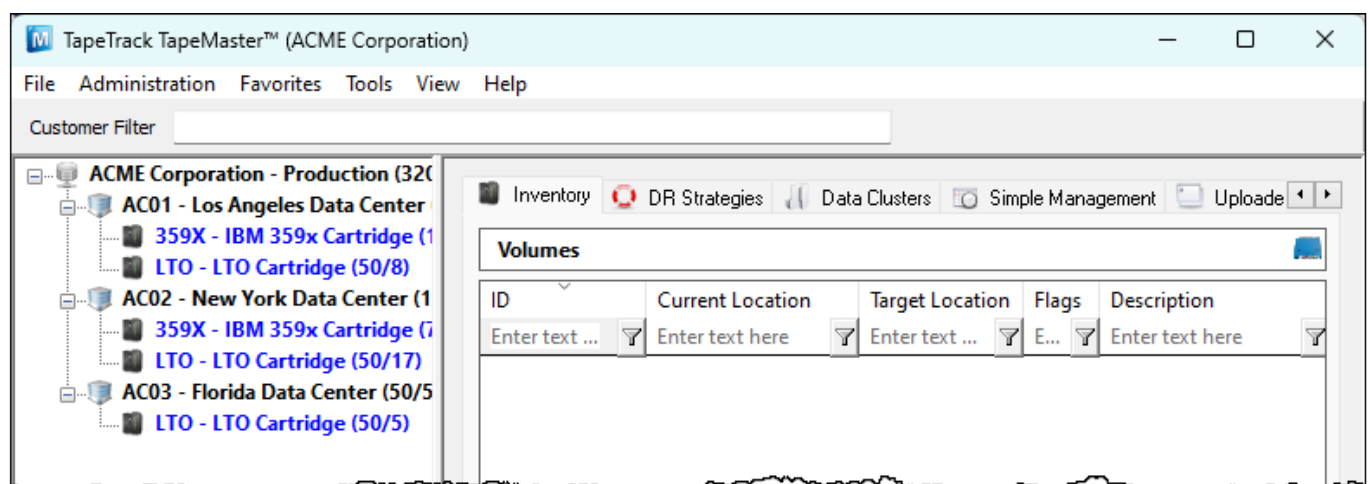 TapeTrack TapeMaster™ (ACME Corporation)
File Administration Favorites Tools View Help
Customer Filter
ACME Corporation - Production (320
AC01 - Los Angeles Data Center
359X - IBM 359x Cartridge (1
LTO - LTO Cartridge (50/8)
AC02 - New York Data Center (1
359X - IBM 359x Cartridge (7
LTO - LTO Cartridge (50/17)
AC03 - Florida Data Center (50/5
LTO - LTO Cartridge (50/5)
Inventory DR Strategies Data Clusters Simple Management Uploade
Volumes
ID Current Location Target Location Flags Description
Enter text ... Enter text here Enter text ... E... Enter text here